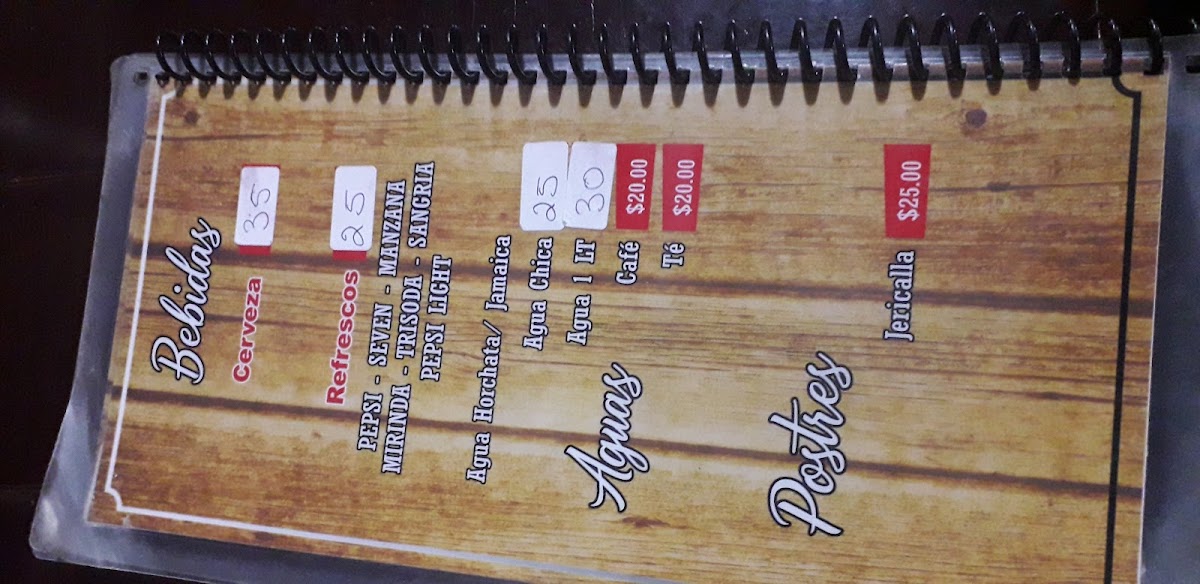 Bebidas
Cerveza 35
Refrescos 25
PEPSI - SEVEN - MANZANA
MIRINDA - TRISODA - SANGRIA
PEPSI LIGHT
Agua Horchata/ Jamaica
Agua Chica 25
Agua 1 LT 30
Aguas
Café $20.00
Té $20.00
Postres
Jericalla $25.00